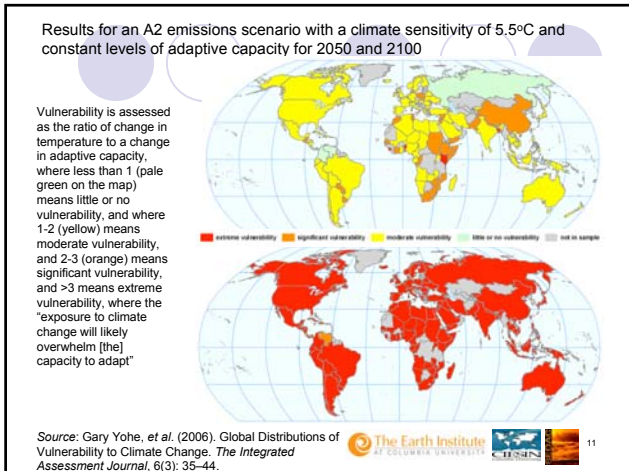 Results for an A2 emissions scenario with a climate sensitivity of 5.5ºC and
constant levels of adaptive capacity for 2050 and 2100
Vulnerability is assessed
as the ratio of change in
temperature to a change
in adaptive capacity,
where less than 1 (pale
green on the map)
means little or no
vulnerability, and where
1-2 (yellow) means
moderate vulnerability,
and 2-3 (orange) means
significant vulnerability,
and >3 means extreme
vulnerability, where the
“exposure to climate
change will likely
overwhelm [the]
capacity to adapt”
extreme vulnerability significant vulnerability moderate vulnerability little or no vulnerability not in sample
Source: Gary Yohe, et al. (2006). Global Distributions of
Vulnerability to Climate Change. The Integrated
Assessment Journal, 6(3): 35–44.
The Earth Institute
AT COLUMBIA UNIVERSITY
CIESIN
11